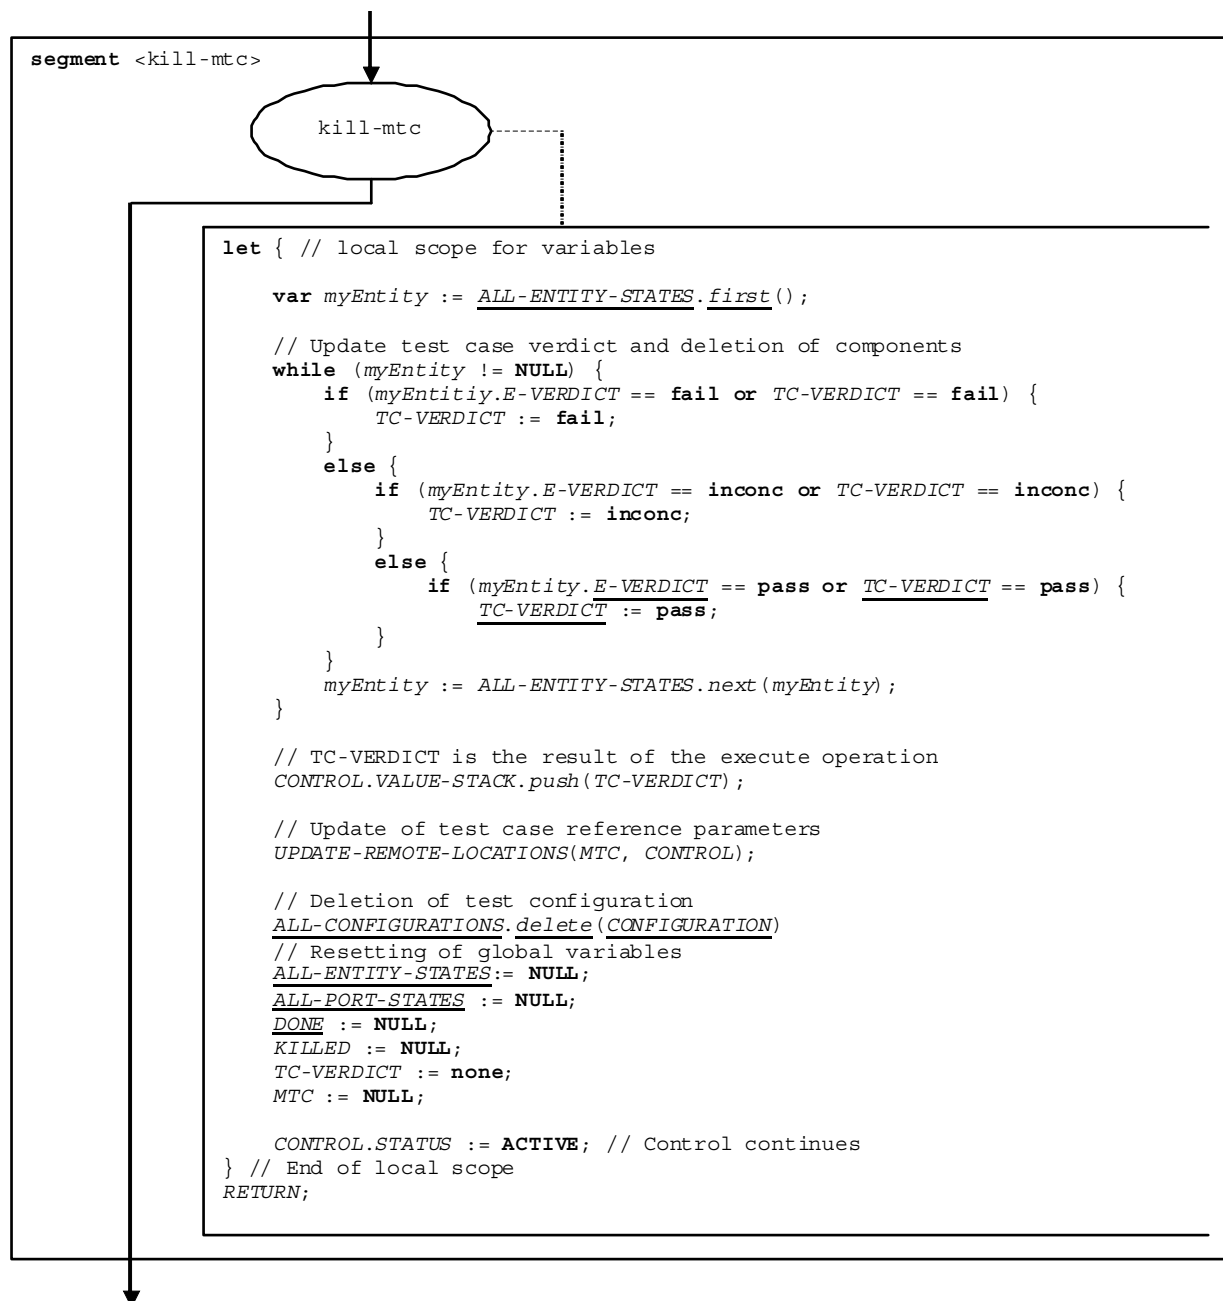 segment <kill-mtc>
kill-mtc
let { // local scope for variables
var myEntity := ALL-ENTITY-STATES.first();
// Update test case verdict and deletion of components
while (myEntity != NULL) {
if (myEntitiy.E-VERDICT == fail or TC-VERDICT == fail) {
TC-VERDICT := fail;
}
else {
if (myEntity.E-VERDICT == inconc or TC-VERDICT == inconc) {
TC-VERDICT := inconc;
}
else {
if (myEntity.E-VERDICT == pass or TC-VERDICT == pass) {
TC-VERDICT := pass;
}
}
myEntity := ALL-ENTITY-STATES.next(myEntity);
}
// TC-VERDICT is the result of the execute operation
CONTROL.VALUE-STACK.push(TC-VERDICT);
// Update of test case reference parameters
UPDATE-REMOTE-LOCATIONS(MTC, CONTROL);
// Deletion of test configuration
ALL-CONFIGURATIONS.delete(CONFIGURATION)
// Resetting of global variables
ALL-ENTITY-STATES:= NULL;
ALL-PORT-STATES := NULL;
DONE := NULL;
KILLED := NULL;
TC-VERDICT := none;
MTC := NULL;
CONTROL.STATUS := ACTIVE; // Control continues
} // End of local scope
RETURN;